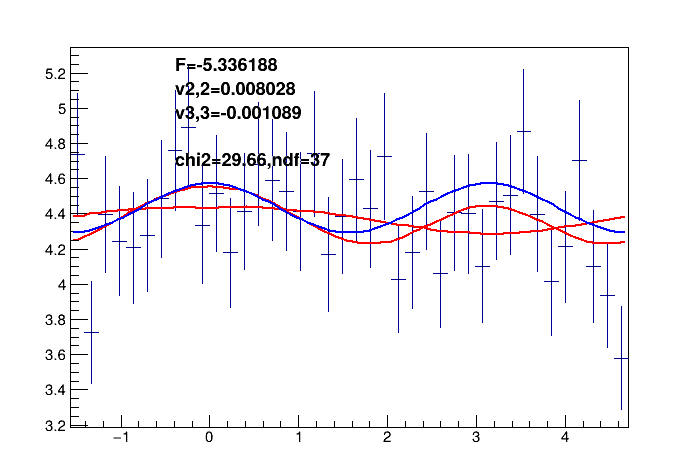 F=-5.336188
v2,2=0.008028
v3,3=-0.001089
chi2=29.66,ndf=37
5.2
5
4.8
4.6
4.4
4.2
4
3.8
3.6
3.4
3.2
−1 0 1 2 3 4